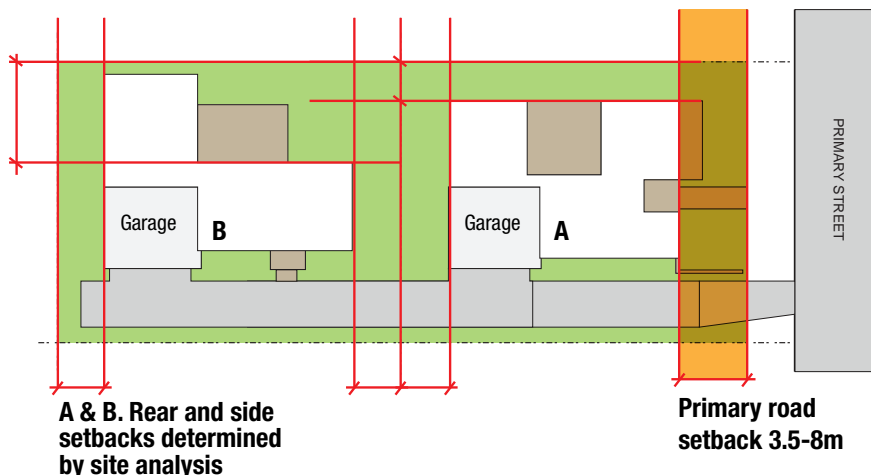 PRIMARY STREET
Garage
B
Garage
A
A & B. Rear and side
setbacks determined
by site analysis
Primary road
setback 3.5-8m